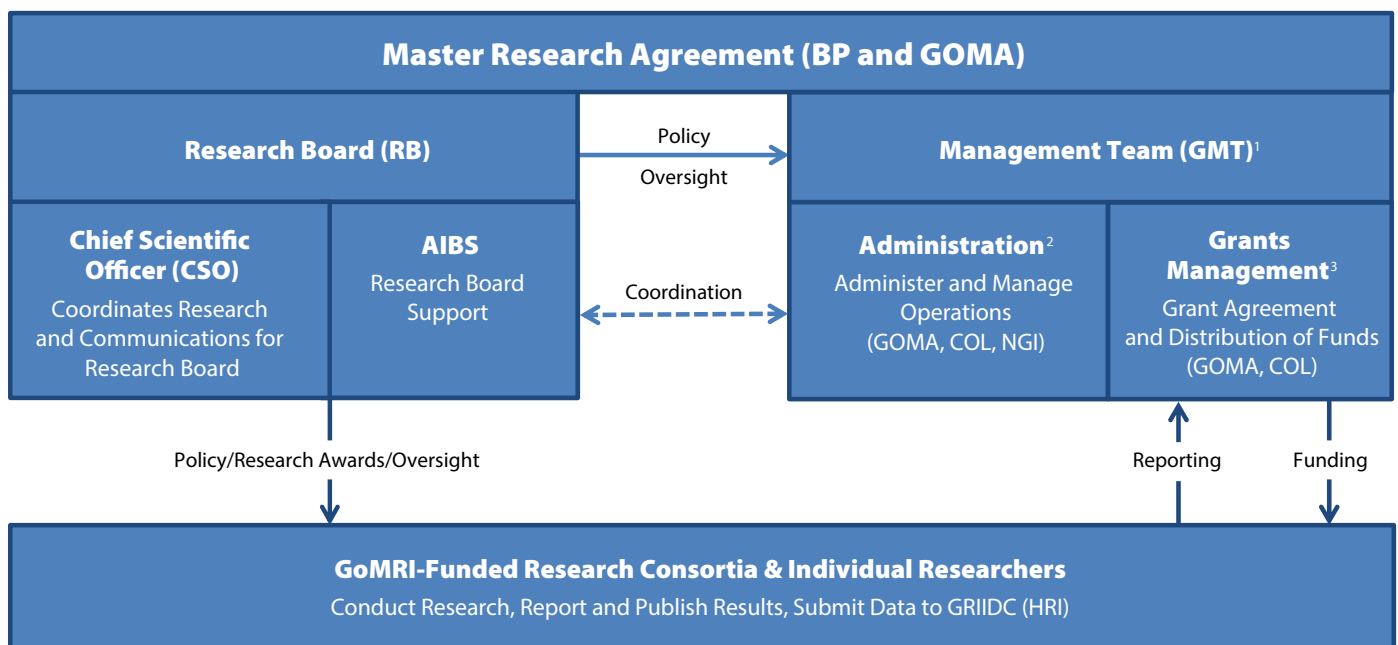 Master Research Agreement (BP and GOMA)
Research Board (RB)
Policy
Oversight
Management Team (GMT)¹
Chief Scientific
Officer (CSO)
Coordinates Research
and Communications for
Research Board
AIBS
Research Board
Support
Coordination
Administration²
Administer and Manage
Operations
(GOMA, COL, NGI)
Grants
Management³
Grant Agreement
and Distribution of Funds
(GOMA, COL)
Policy/Research Awards/Oversight
Reporting
Funding
GoMRI-Funded Research Consortia & Individual Researchers
Conduct Research, Report and Publish Results, Submit Data to GRIIDC (HRI)